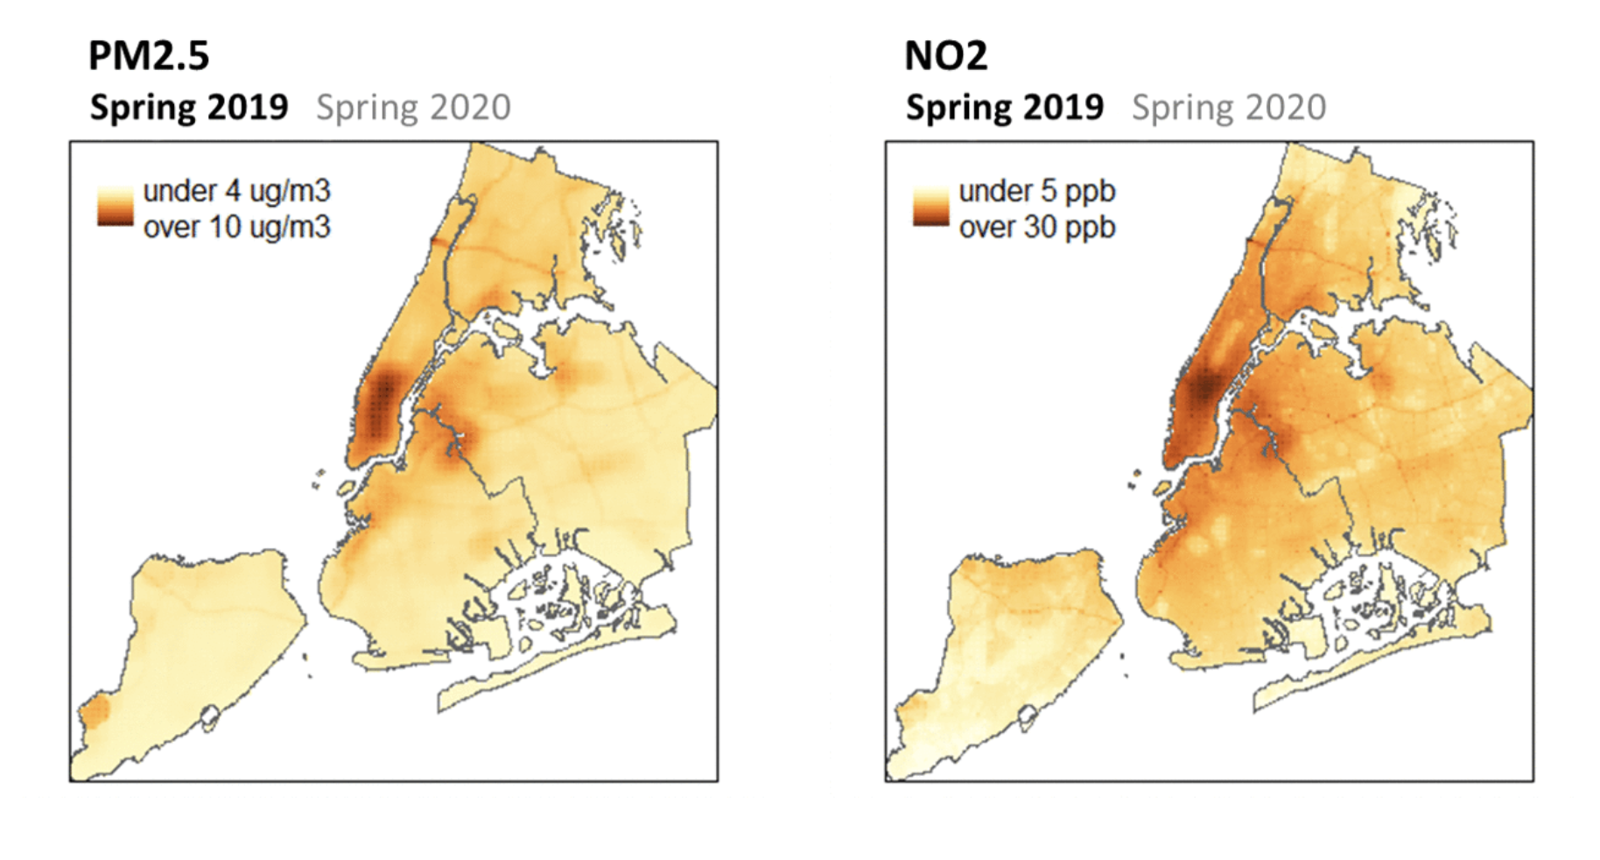 PM2.5
Spring 2019 Spring 2020
under 4 ug/m3
over 10 ug/m3
NO2
Spring 2019 Spring 2020
under 5 ppb
over 30 ppb